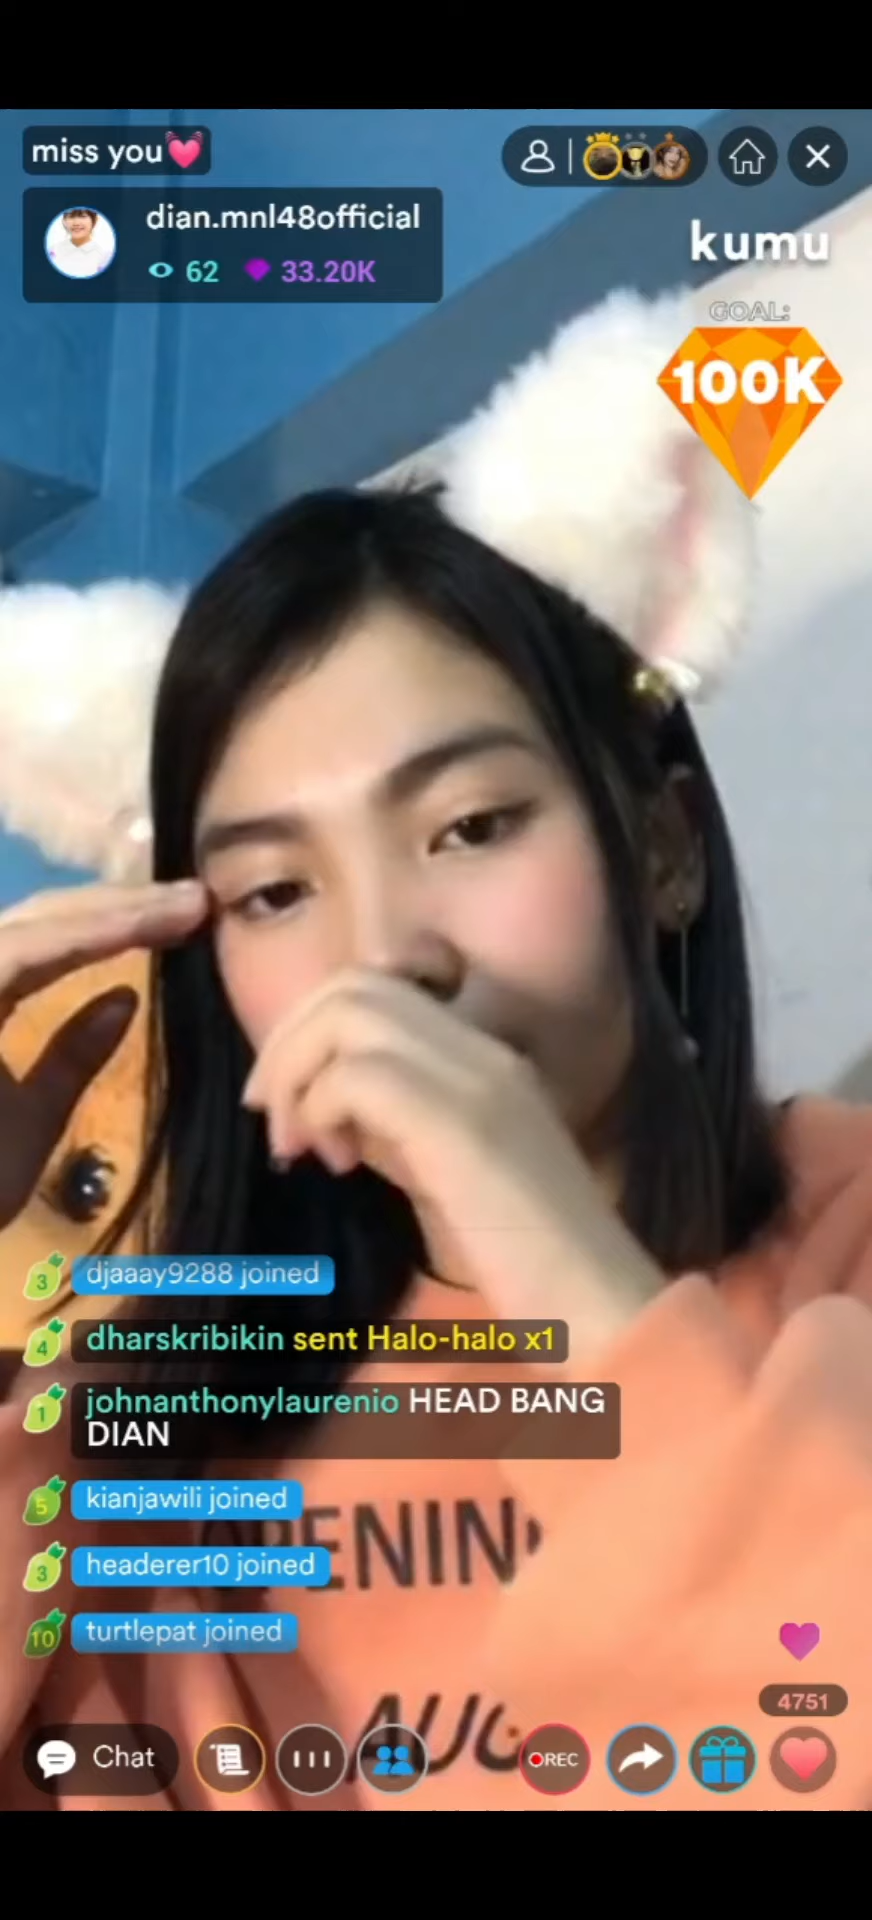 miss you💓
dian.mnl48official
62 33.20K
kumu
GOAL:
100K
3 djaaay9288 joined
4 dharskribikin sent Halo-halo x1
1 johnanthonylaurenio HEAD BANG
DIAN
5 kianjawili joined
3 headerer10 joined
10 turtlepat joined
4751
Chat
REC